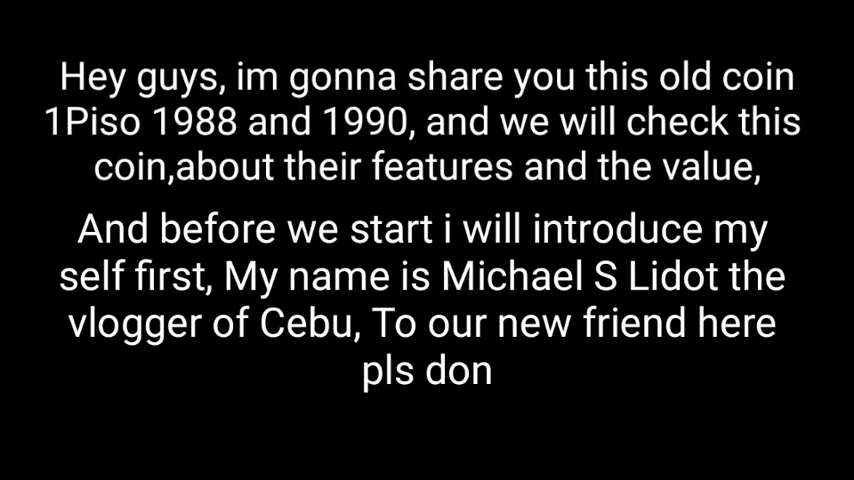 Hey guys, im gonna share you this old coin
1Piso 1988 and 1990, and we will check this
coin,about their features and the value,
And before we start i will introduce my
self first, My name is Michael S Lidot the
vlogger of Cebu, To our new friend here
pls don